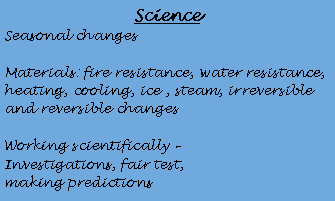 Science
Seasonal changes
Materials: fire resistance, water resistance,
heating, cooling, ice , steam, irreversible
and reversible changes
Working scientifically –
Investigations, fair test,
making predictions